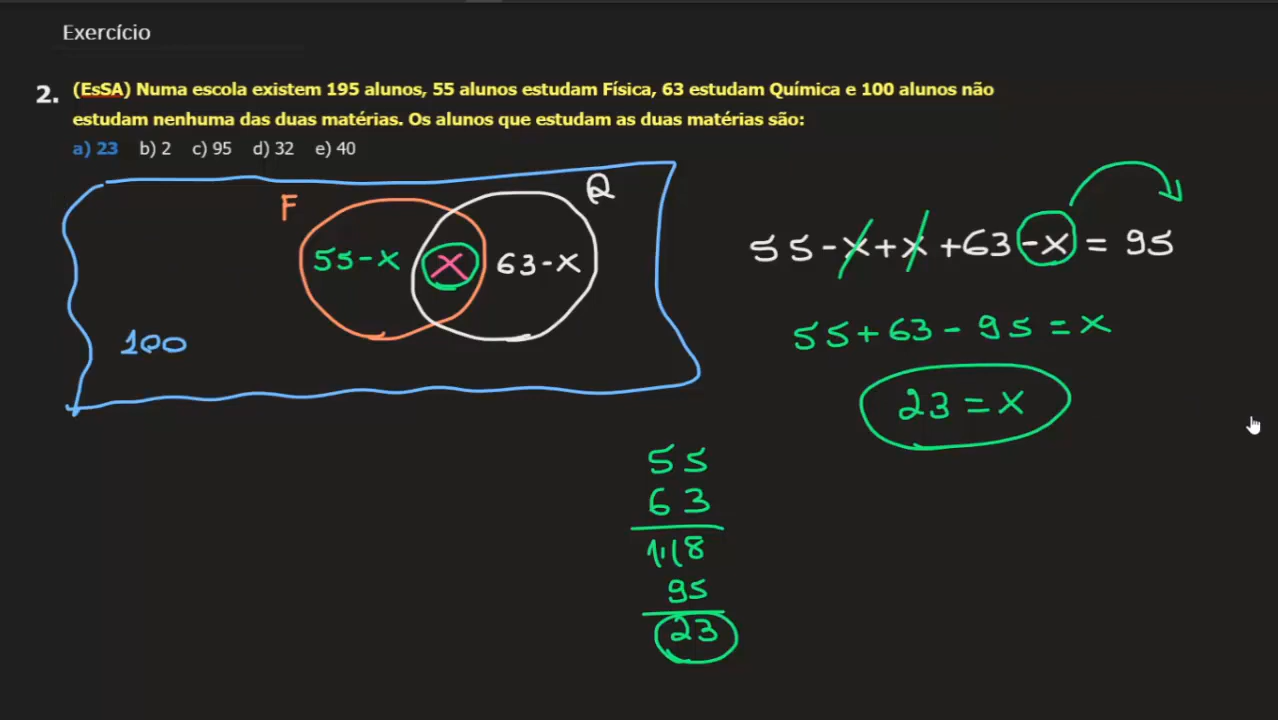 Exercício
2. (EsSA) Numa escola existem 195 alunos, 55 alunos estudam Física, 63 estudam Química e 100 alunos não
estudam nenhuma das duas matérias. Os alunos que estudam as duas matérias são:
a) 23 b) 2 c) 95 d) 32 e) 40
F
Q
55-x
x
63-x
100
55-x+x+63-x=95
55+63-95=x
23=x
55
63
118
95
23